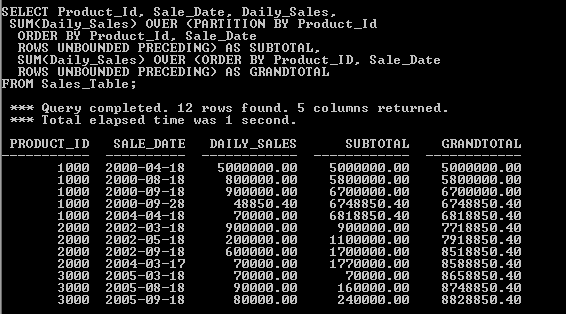 SELECT Product_Id, Sale_Date, Daily_Sales,
SUM(Daily_Sales) OVER (PARTITION BY Product_Id
ORDER BY Product_Id, Sale_Date
ROWS UNBOUNDED PRECEDING) AS SUBTOTAL,
SUM(Daily_Sales) OVER (ORDER BY Product_ID, Sale_Date
ROWS UNBOUNDED PRECEDING) AS GRANDTOTAL
FROM Sales_Table;
*** Query completed. 12 rows found. 5 columns returned.
*** Total elapsed time was 1 second.
PRODUCT_ID SALE_DATE DAILY_SALES SUBTOTAL GRANDTOTAL
1000 2000-04-18 5000000.00 5000000.00 5000000.00
1000 2000-08-18 800000.00 5800000.00 5800000.00
1000 2000-09-18 900000.00 6700000.00 6700000.00
1000 2000-09-28 48850.40 6748850.40 6748850.40
1000 2004-04-18 70000.00 6818850.40 6818850.40
2000 2002-03-18 900000.00 900000.00 7718850.40
2000 2002-05-18 200000.00 1100000.00 7918850.40
2000 2002-09-18 600000.00 1700000.00 8518850.40
2000 2004-03-17 70000.00 1770000.00 8588850.40
3000 2005-03-18 70000.00 70000.00 8658850.40
3000 2005-08-18 90000.00 160000.00 8748850.40
3000 2005-09-18 80000.00 240000.00 8828850.40